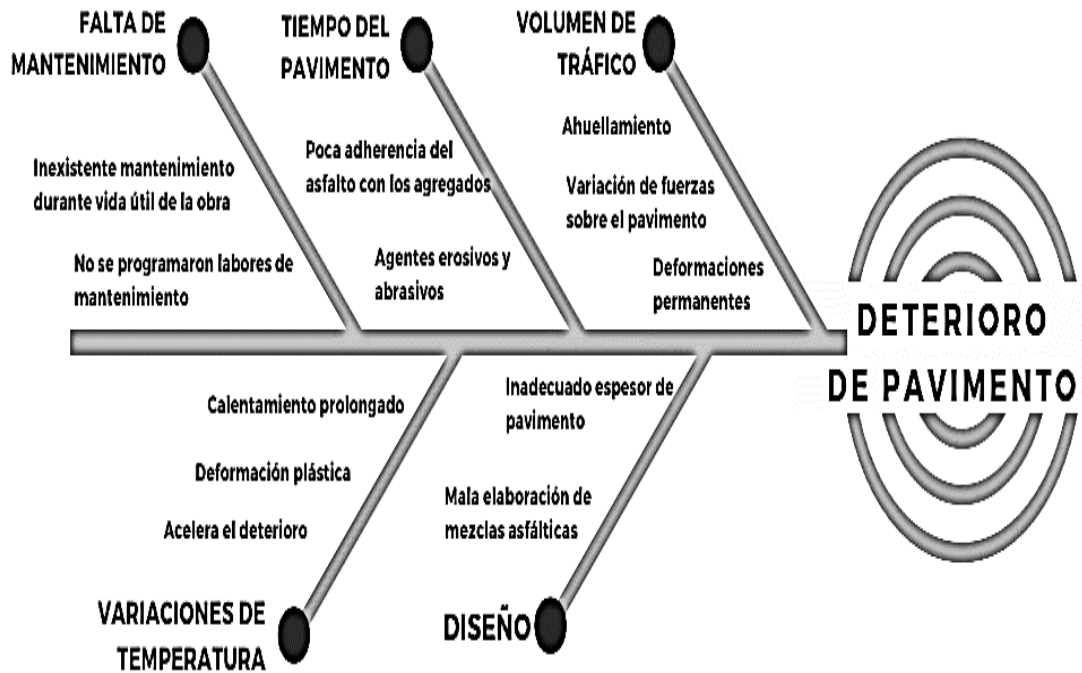 FALTA DE
MANTENIMIENTO
Inexistente mantenimiento
durante vida útil de la obra
No se programaron labores de
mantenimiento
TIEMPO DEL
PAVIMENTO
Poca adherencia del
asfalto con los agregados
Agentes erosivos y
abrasivos
VOLUMEN DE
TRÁFICO
Ahuellamiento
Variación de fuerzas
sobre el pavimento
Deformaciones
permanentes
DETERIORO
DE PAVIMENTO
Calentamiento prolongado
Deformación plástica
Acelera el deterioro
VARIACIONES DE
TEMPERATURA
Inadecuado espesor de
pavimento
Mala elaboración de
mezclas asfálticas
DISEÑO